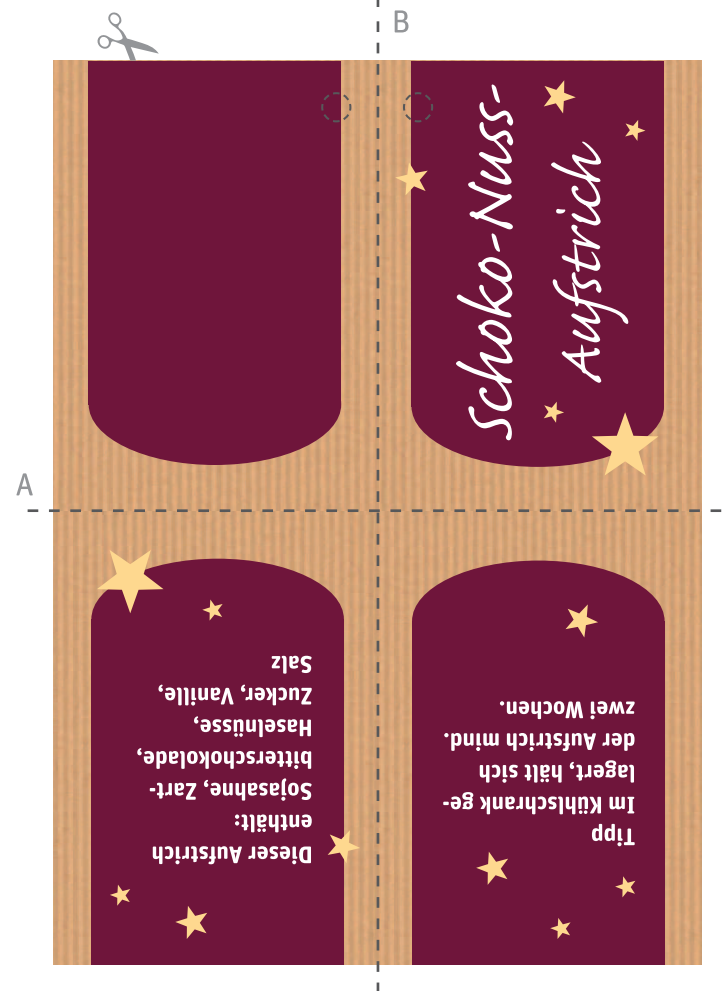 B
Schoko-Nuss-
Aufstrich
A
Dieser Aufstrich
enthält:
Sojasahne, Zart-
bitterschokolade,
Haselnüsse,
Zucker, Vanille,
Salz
Tipp
Im Kühlschrank ge-
lagert, hält sich
der Aufstrich mind.
zwei Wochen.